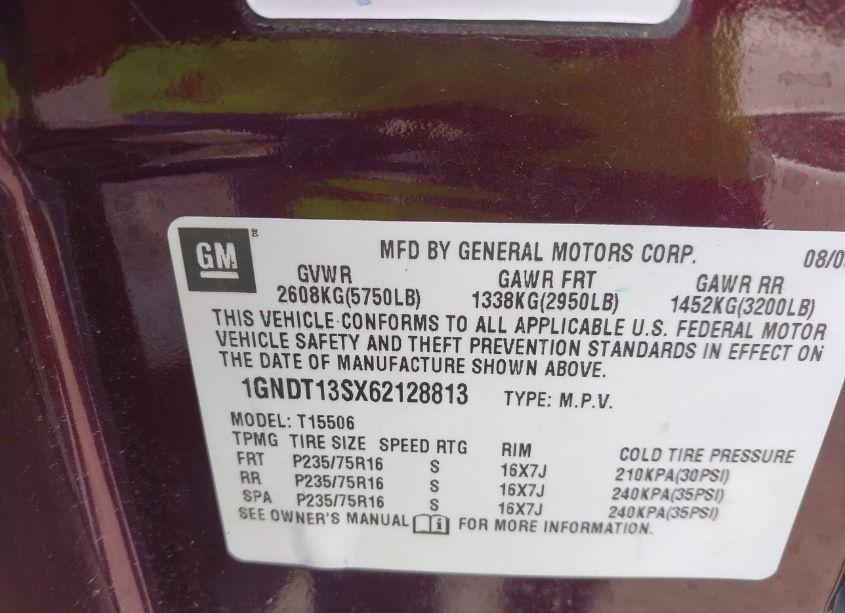 GM ®
MFD BY GENERAL MOTORS CORP. 08/0
GVWR GAWR FRT GAWR RR
2608KG(5750LB) 1338KG(2950LB) 1452KG(3200LB)
THIS VEHICLE CONFORMS TO ALL APPLICABLE U.S. FEDERAL MOTOR
VEHICLE SAFETY AND THEFT PREVENTION STANDARDS IN EFFECT ON
THE DATE OF MANUFACTURE SHOWN ABOVE.
1GNDT13SX62128813 TYPE: M.P.V.
MODEL: T15506
TPMG TIRE SIZE SPEED RTG RIM COLD TIRE PRESSURE
FRT P235/75R16 S 16X7J 210KPA(30PSI)
RR P235/75R16 S 16X7J 240KPA(35PSI)
SPA P235/75R16 S 16X7J 240KPA(35PSI)
SEE OWNER'S MANUAL FOR MORE INFORMATION.